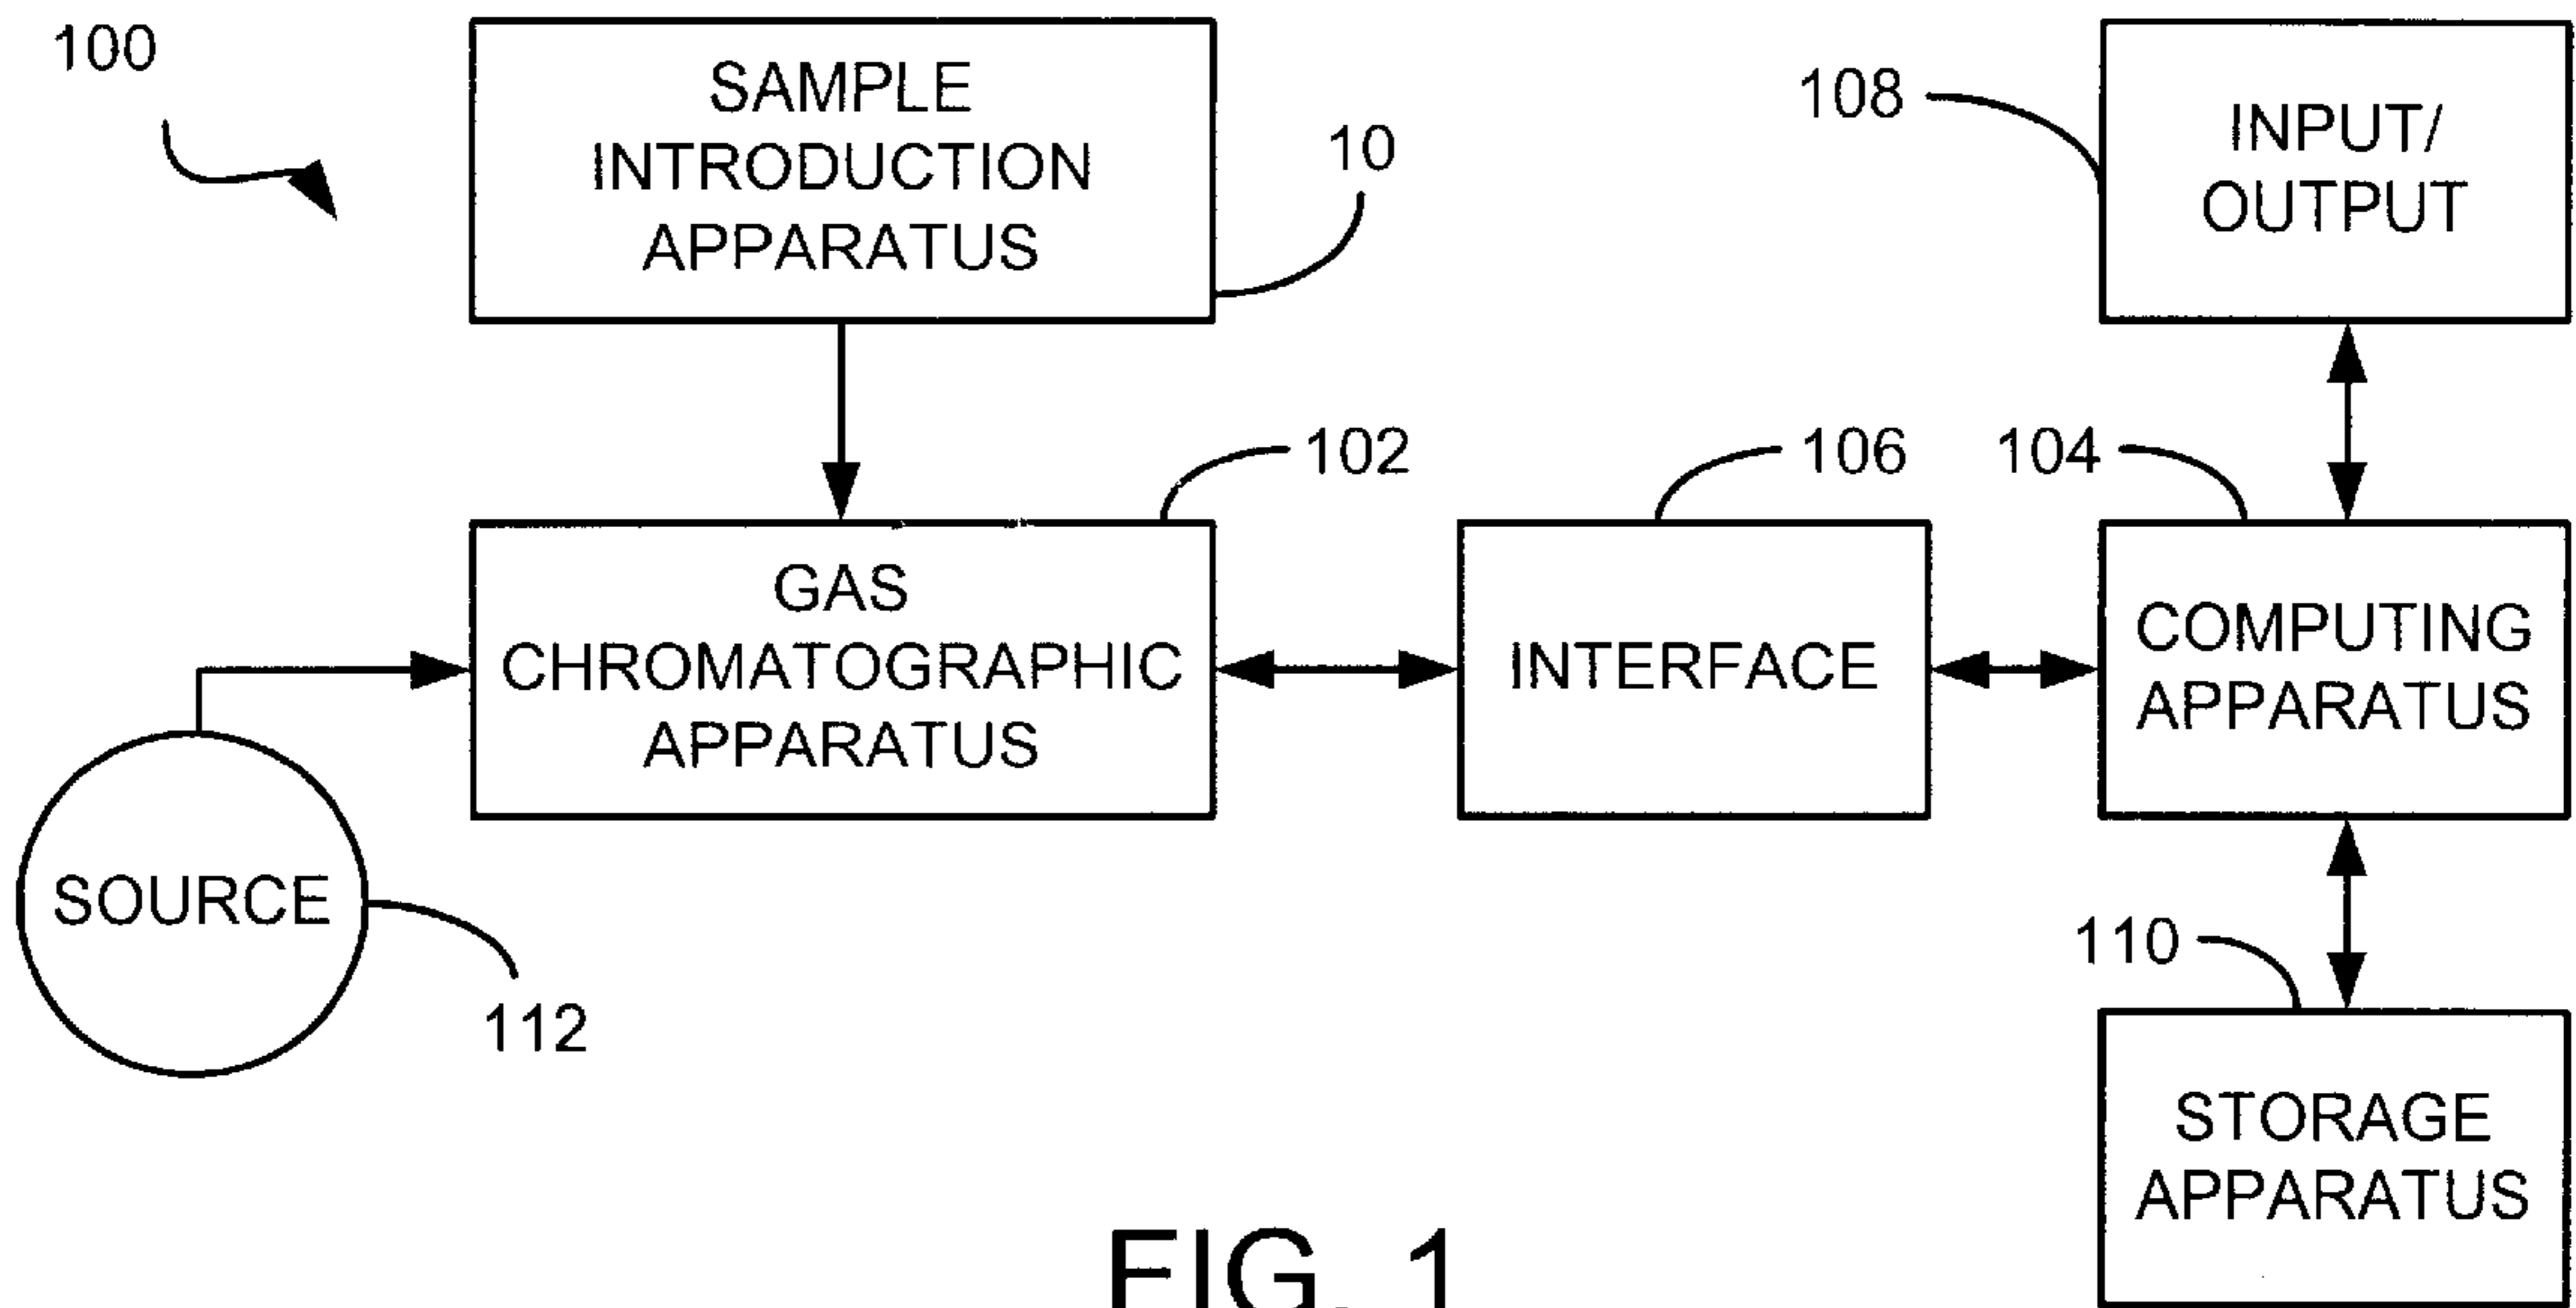 100
SAMPLE
INTRODUCTION
APPARATUS
10
108
INPUT/
OUTPUT
102
106
104
GAS
CHROMATOGRAPHIC
APPARATUS
INTERFACE
COMPUTING
APPARATUS
SOURCE
112
110
STORAGE
APPARATUS
FIG. 1